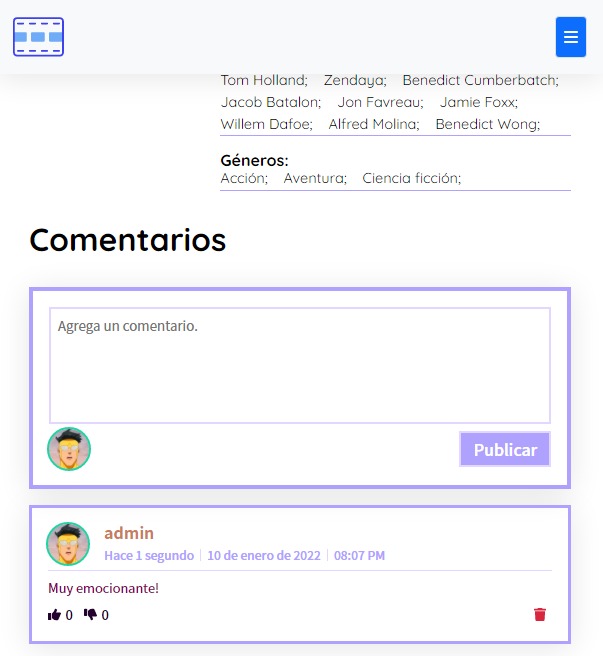 Tom Holland; Zendaya; Benedict Cumberbatch;
Jacob Batalon; Jon Favreau; Jamie Foxx;
Willem Dafoe; Alfred Molina; Benedict Wong;
Géneros:
Acción; Aventura; Ciencia ficción;
Comentarios
Agrega un comentario.
Publicar
admin
Hace 1 segundo | 10 de enero de 2022 | 08:07 PM
Muy emocionante!
0 0